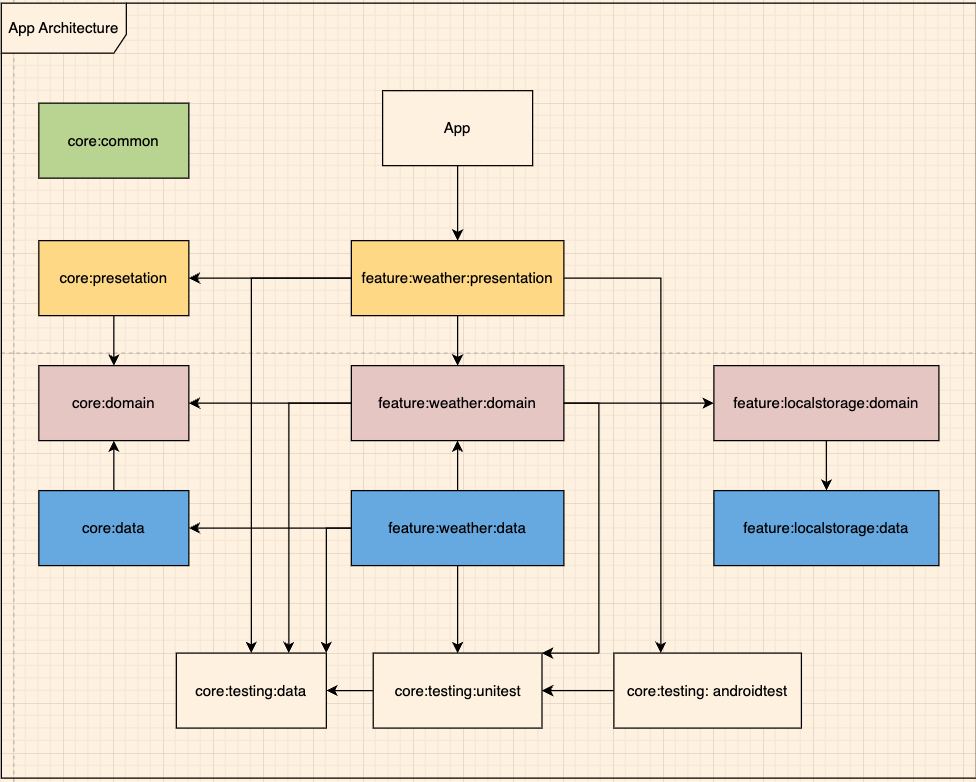 App Architecture
core:common
App
core:presetation
feature:weather:presentation
core:domain
feature:weather:domain
feature:localstorage:domain
core:data
feature:weather:data
feature:localstorage:data
core:testing:data
core:testing:unitest
core:testing: androidtest